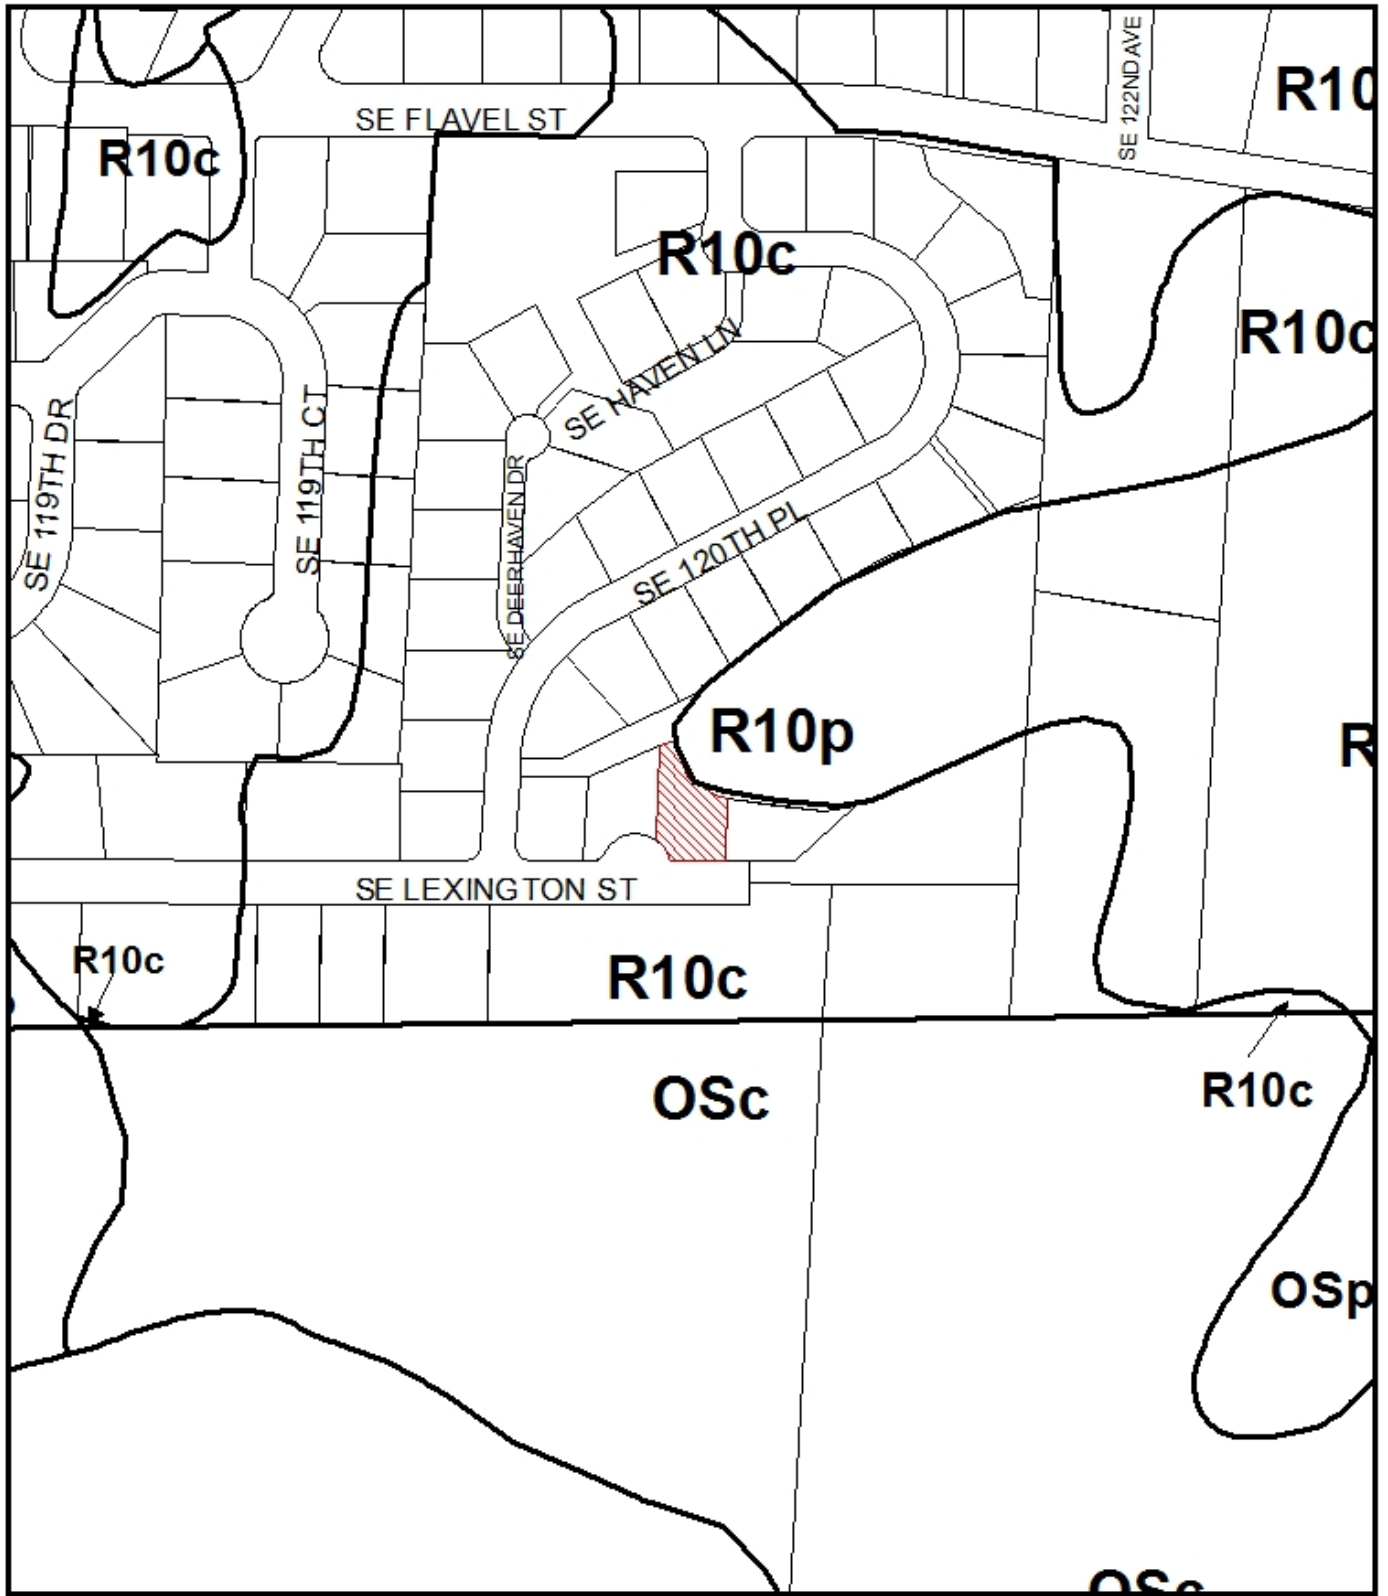 SE 122ND AVE
R10
SE FLAVEL ST
R10c
R10c
R10c
SE HAVEN LN
SE 119TH DR
SE 119TH CT
SE DEERHAVEN DR
SE 120TH PL
R10p
R
SE LEXINGTON ST
R10c
R10c
OSc
R10c
OSp
OSc